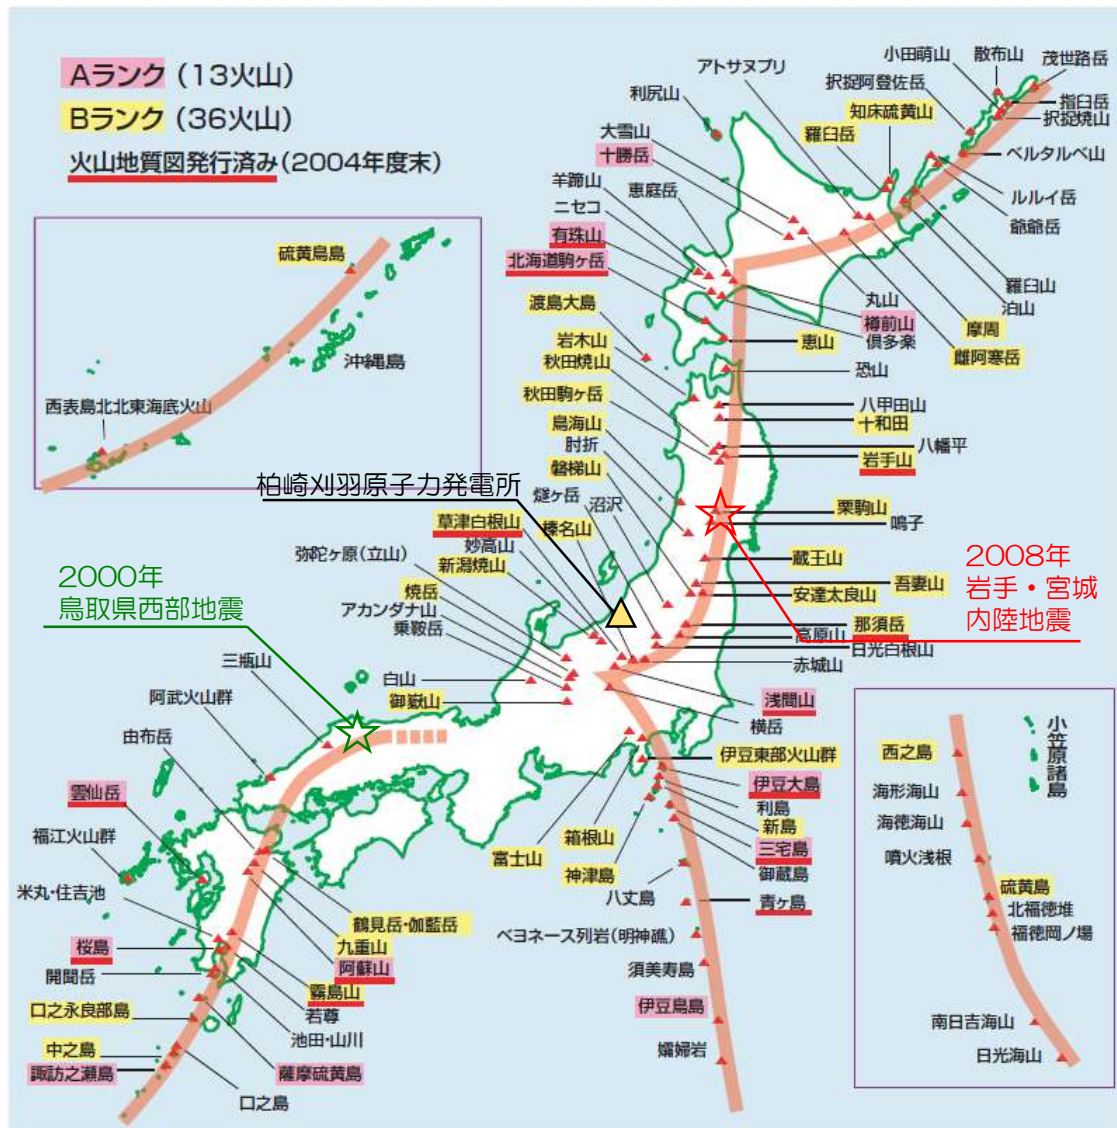 Aランク (13火山)
Bランク (36火山)
火山地質図発行済み(2004年度末)
硫黄鳥島
沖縄島
西表島北北東海底火山
小田萌山
散布山
茂世路岳
アトサヌプリ
択捉阿登佐岳
指臼岳
択捉焼山
利尻山
知床硫黄山
羅臼岳
ベルタルベ山
大雪山
十勝岳
ルルイ岳
爺爺岳
羊蹄山
恵庭岳
ニセコ
有珠山
北海道駒ヶ岳
羅臼山
泊山
丸山
樽前山
倶多楽
摩周
雌阿寒岳
渡島大島
恵山
岩木山
秋田焼山
恐山
秋田駒ヶ岳
八甲田山
十和田
鳥海山
肘折
八幡平
岩手山
磐梯山
柏崎刈羽原子力発電所
燧ヶ岳
沼沢
栗駒山
鳴子
草津白根山
榛名山
妙高山
弥陀ヶ原(立山)
新潟焼山
蔵王山
2008年
岩手・宮城
内陸地震
2000年
鳥取県西部地震
焼岳
アカンダナ山
乗鞍岳
吾妻山
安達太良山
那須岳
高原山
日光白根山
赤城山
三瓶山
白山
御嶽山
浅間山
横岳
阿武火山群
由布岳
伊豆東部火山群
雲仙岳
伊豆大島
利島
新島
三宅島
御蔵島
箱根山
富士山
神津島
八丈島
青ヶ島
福江火山群
米丸・住吉池
鶴見岳・伽藍岳
九重山
阿蘇山
霧島山
若尊
池田・山川
桜島
開聞岳
ベヨネース列岩(明神礁)
須美寿島
伊豆鳥島
孀婦岩
口之永良部島
中之島
諏訪之瀬島
薩摩硫黄島
口之島
小笠原諸島
西之島
海形海山
海徳海山
噴火浅根
硫黄島
北福徳堆
福徳岡ノ場
南日吉海山
日光海山